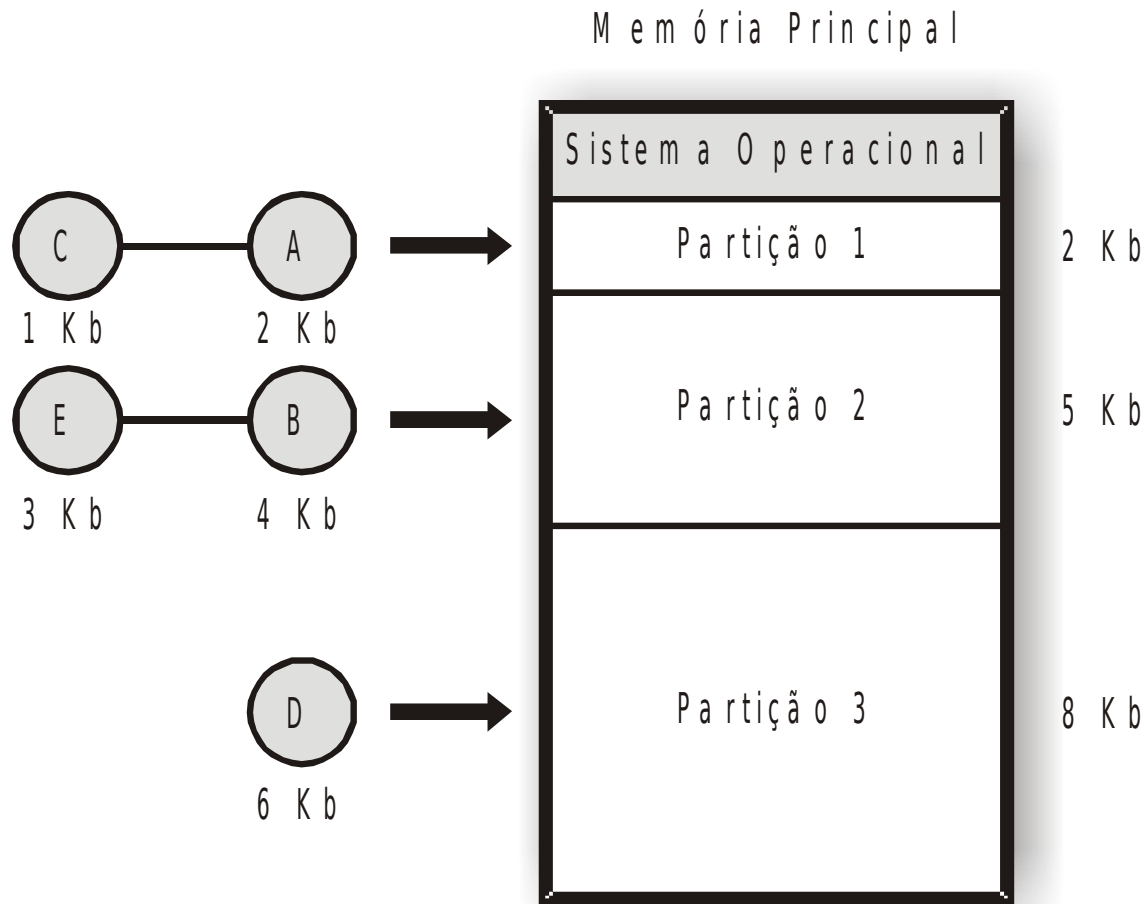 Memória Principal
Sistema Operacional
C
A
Partição 1
2 Kb
1 Kb
2 Kb
E
B
Partição 2
5 Kb
3 Kb
4 Kb
D
Partição 3
8 Kb
6 Kb